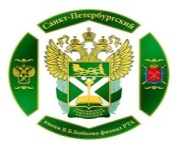 Санкт-Петербургский
имени В.Б.Бобкова филиал РТА